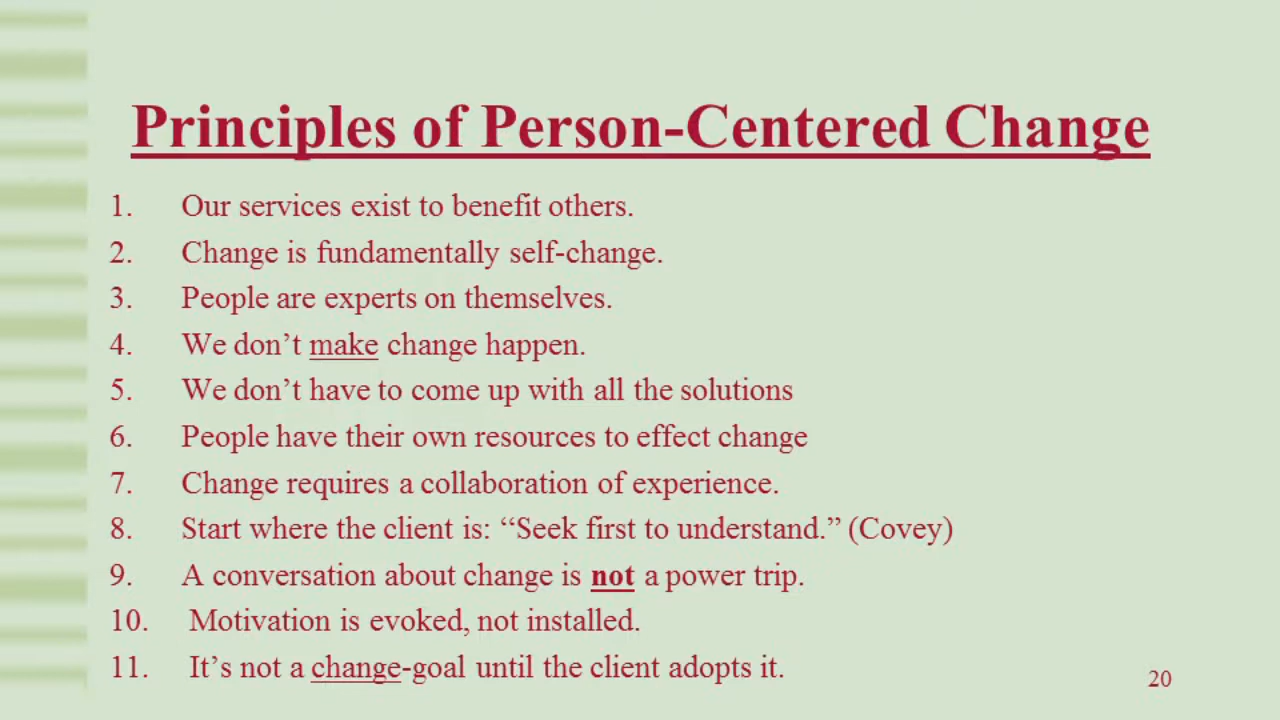 Principles of Person-Centered Change
1. Our services exist to benefit others.
2. Change is fundamentally self-change.
3. People are experts on themselves.
4. We don’t make change happen.
5. We don’t have to come up with all the solutions
6. People have their own resources to effect change
7. Change requires a collaboration of experience.
8. Start where the client is: “Seek first to understand.” (Covey)
9. A conversation about change is not a power trip.
10. Motivation is evoked, not installed.
11. It’s not a change-goal until the client adopts it.
20